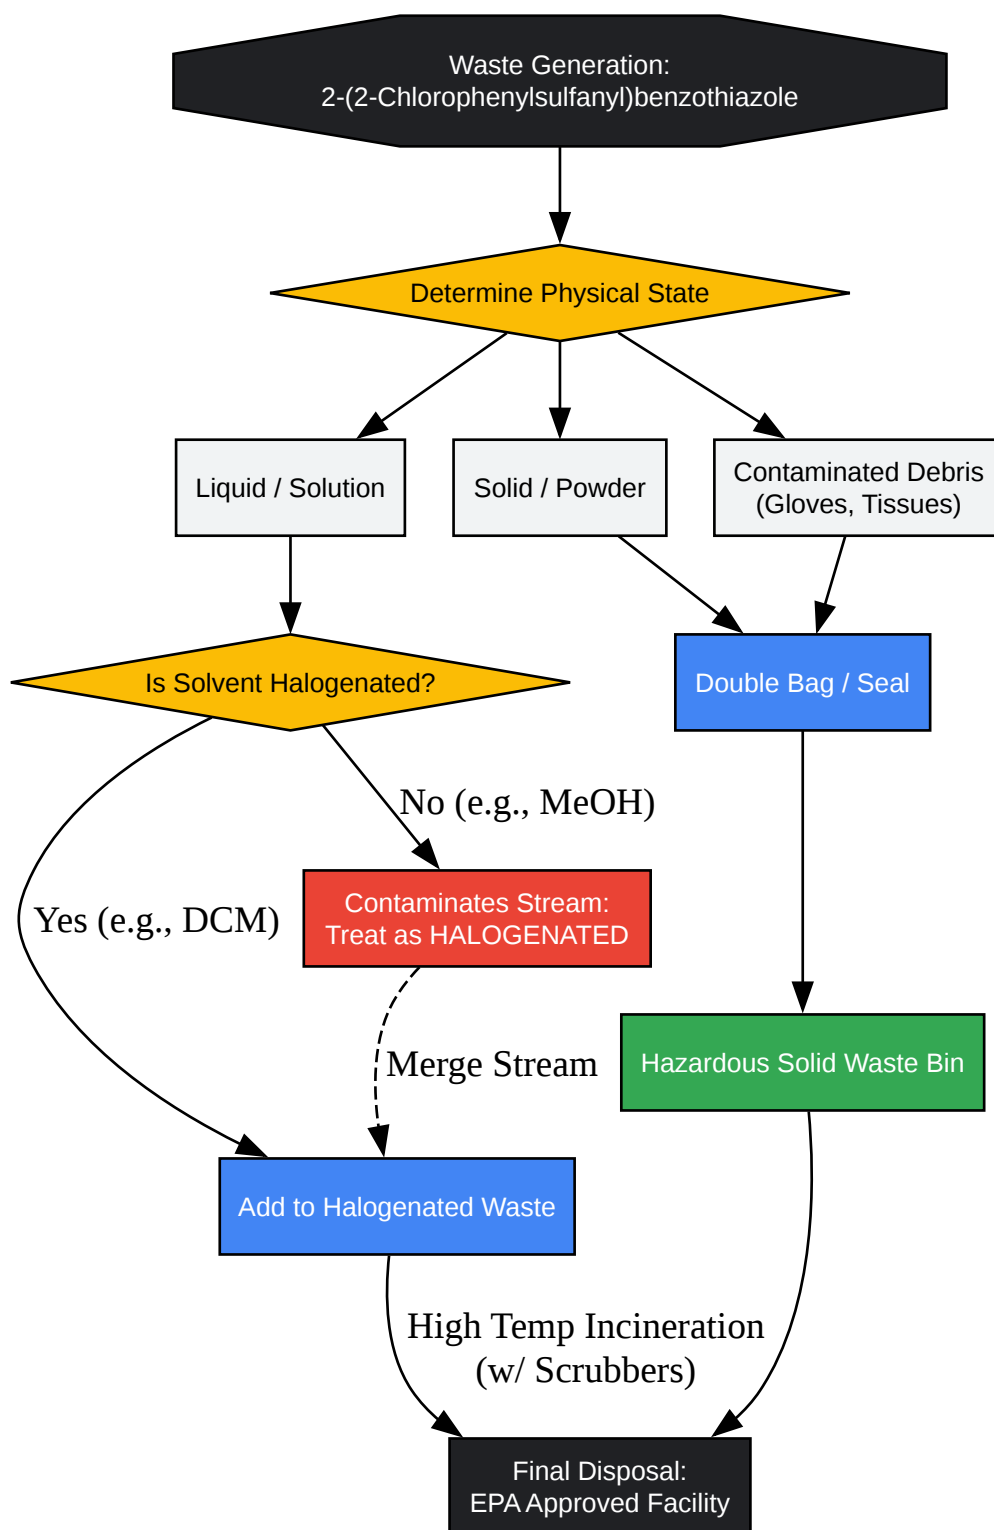 Waste Generation:
2-(2-Chlorophenylsulfanyl)benzothiazole
Determine Physical State
Liquid / Solution
Solid / Powder
Contaminated Debris
(Gloves, Tissues)
Is Solvent Halogenated?
Double Bag / Seal
No (e.g., MeOH)
Yes (e.g., DCM)
Contaminates Stream:
Treat as HALOGENATED
Merge Stream
Hazardous Solid Waste Bin
Add to Halogenated Waste
High Temp Incineration
(w/ Scrubbers)
Final Disposal:
EPA Approved Facility